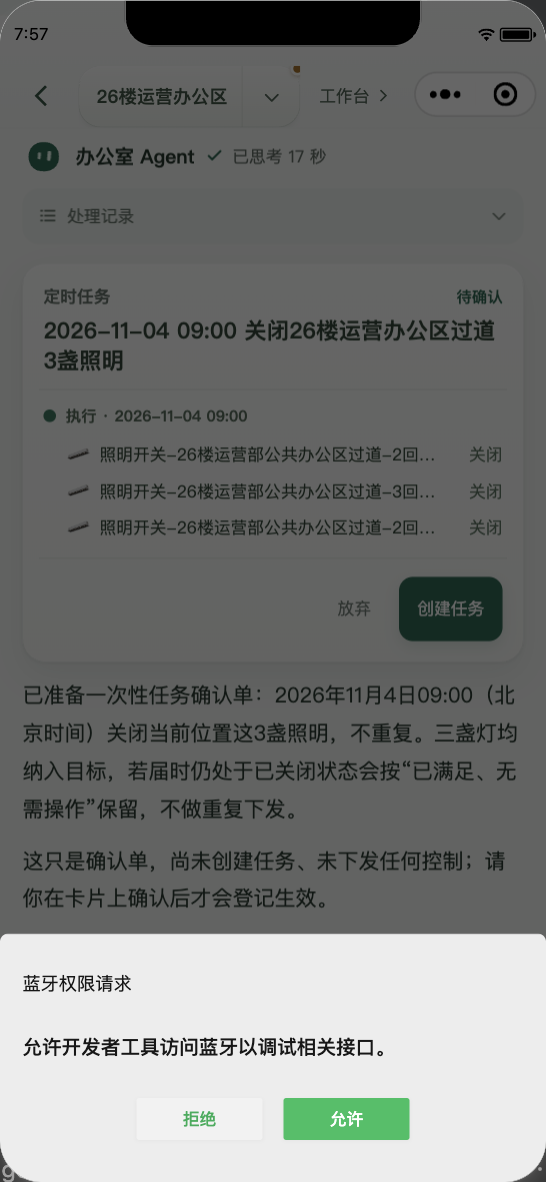 7:57
26楼运营办公区
工作台
办公室 Agent
已思考 17 秒
处理记录
定时任务
待确认
2026-11-04 09:00 关闭26楼运营办公区过道
3盏照明
执行 · 2026-11-04 09:00
照明开关-26楼运营部公共办公区过道-2回... 关闭
照明开关-26楼运营部公共办公区过道-3回... 关闭
照明开关-26楼运营部公共办公区过道-2回... 关闭
放弃
创建任务
已准备一次性任务确认单：2026年11月4日09:00（北
京时间）关闭当前位置这3盏照明，不重复。三盏灯均
纳入目标，若届时仍处于已关闭状态会按“已满足、无
需操作”保留，不做重复下发。
这只是确认单，尚未创建任务、未下发任何控制；请
你在卡片上确认后才会登记生效。
蓝牙权限请求
允许开发者工具访问蓝牙以调试相关接口。
拒绝
允许